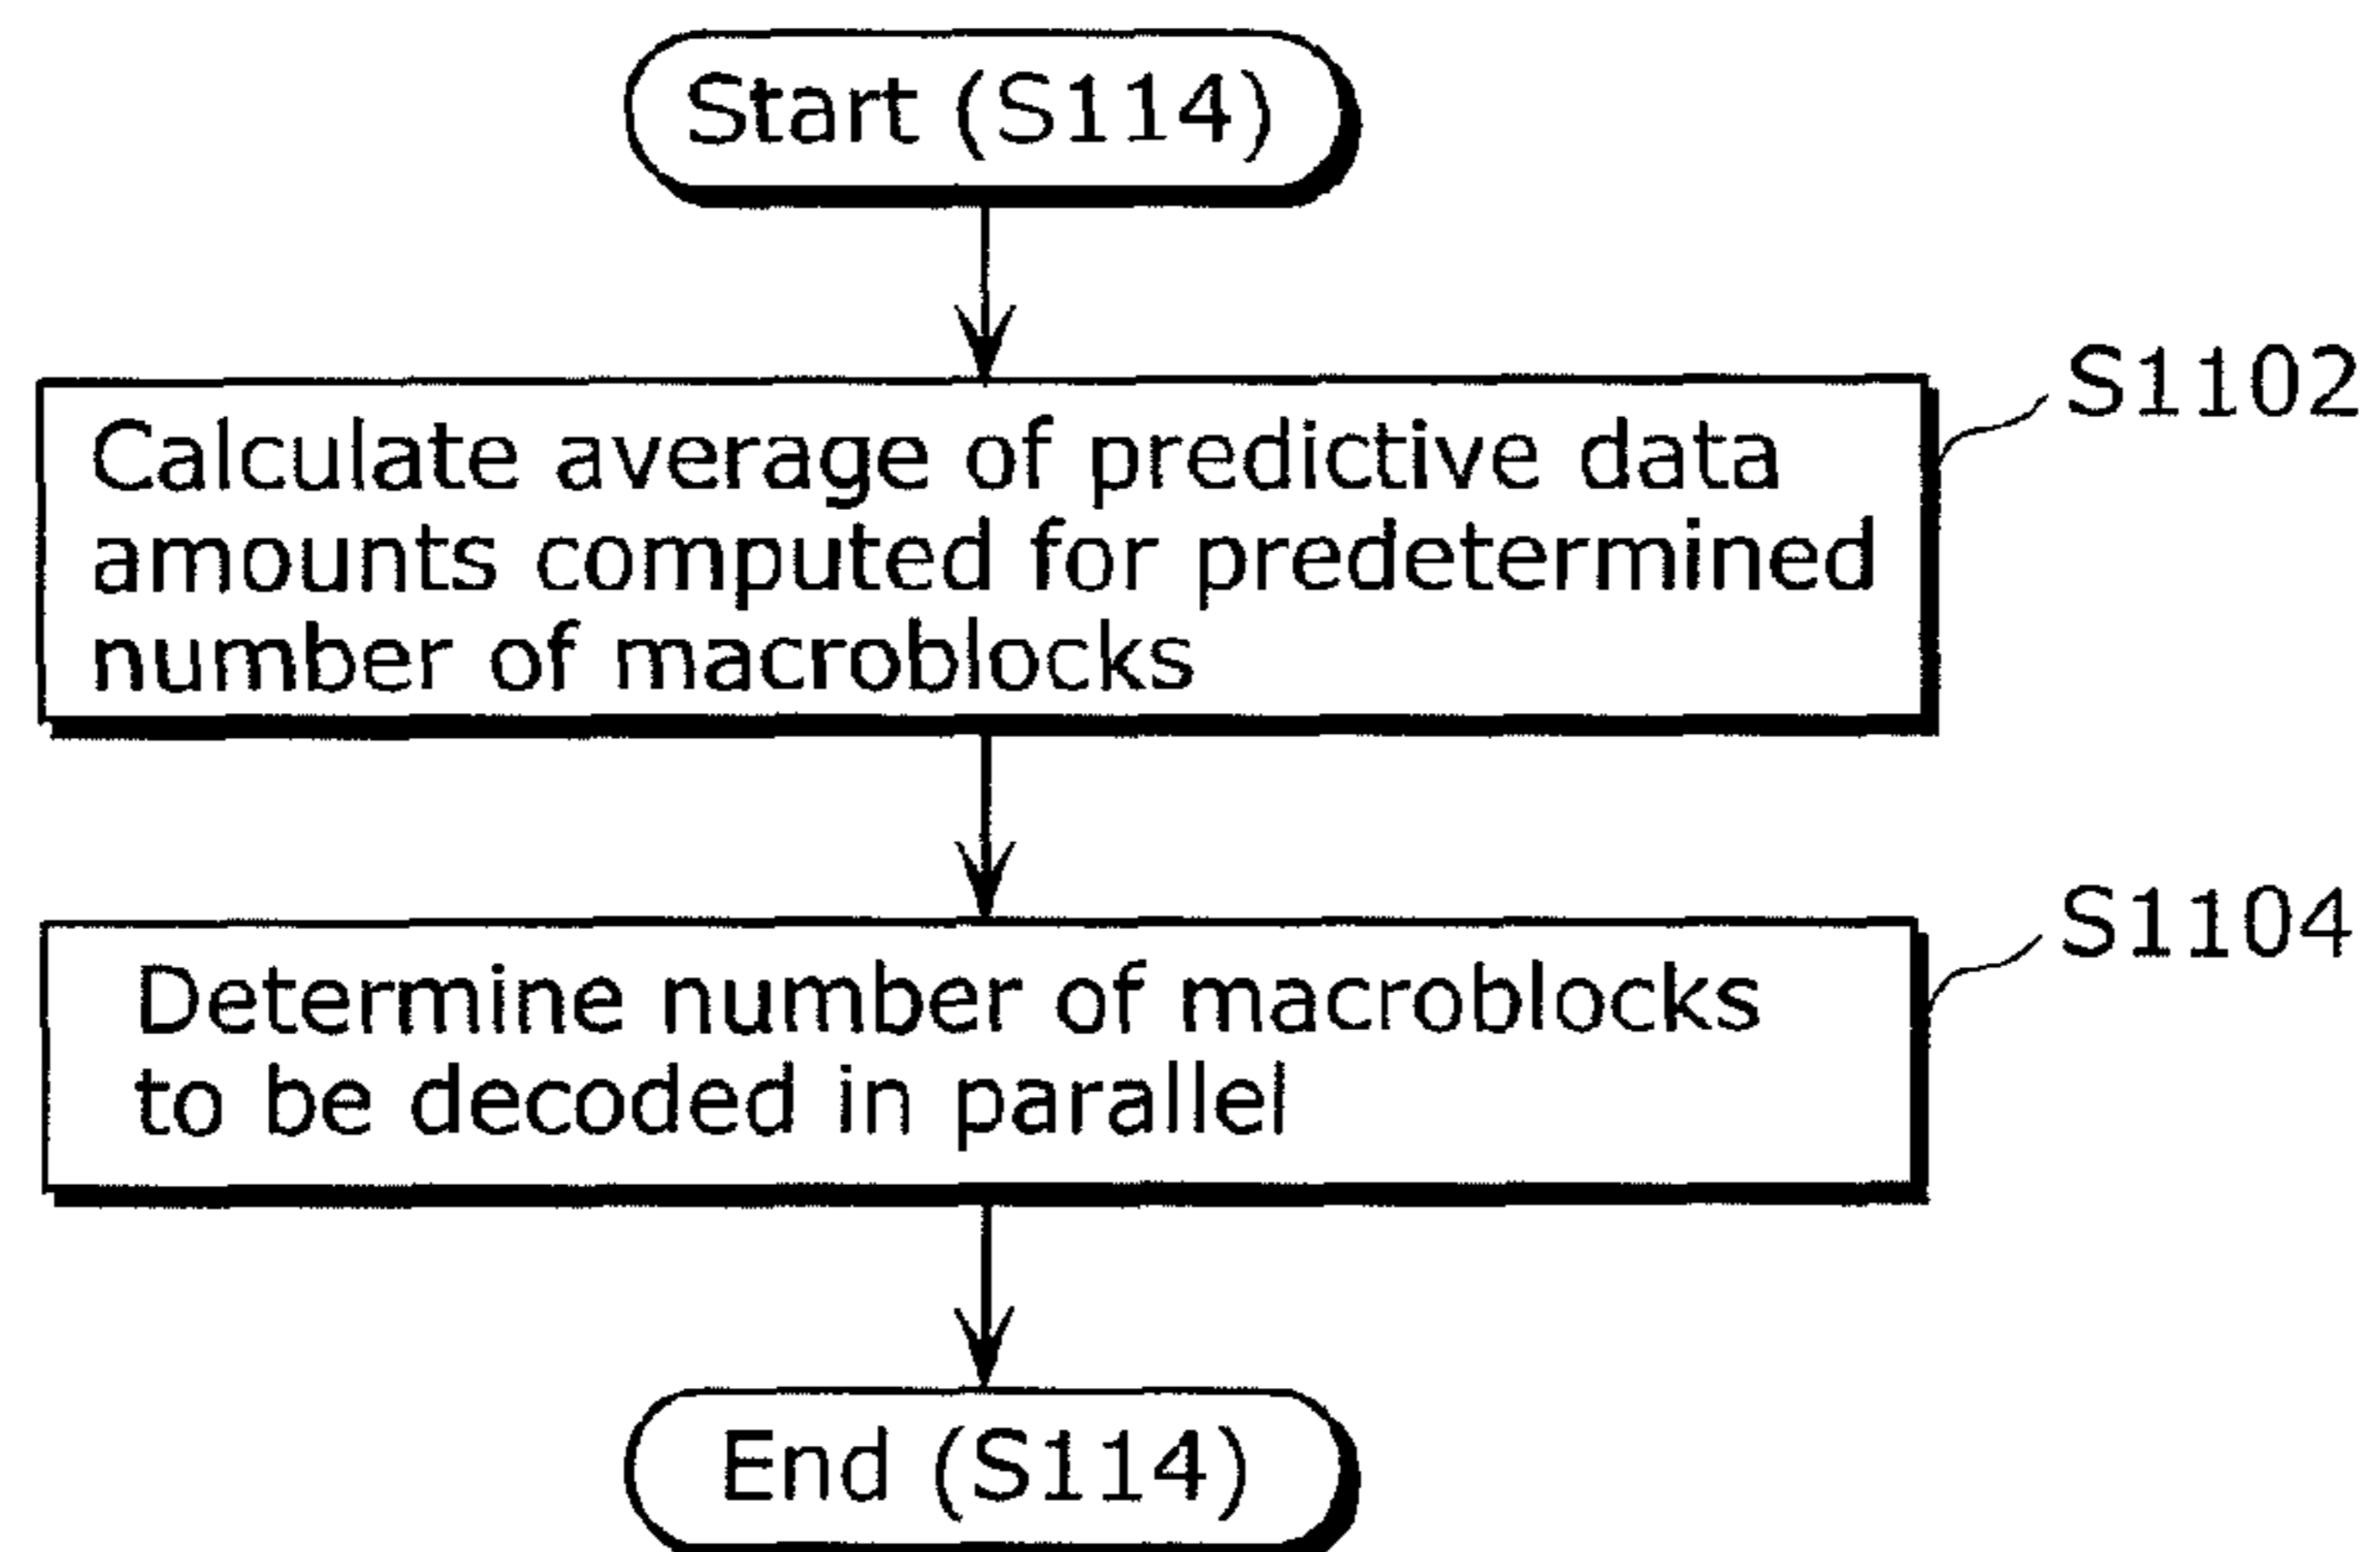 Start (S114)
S1102
Calculate average of predictive data
amounts computed for predetermined
number of macroblocks
S1104
Determine number of macroblocks
to be decoded in parallel
End (S114)